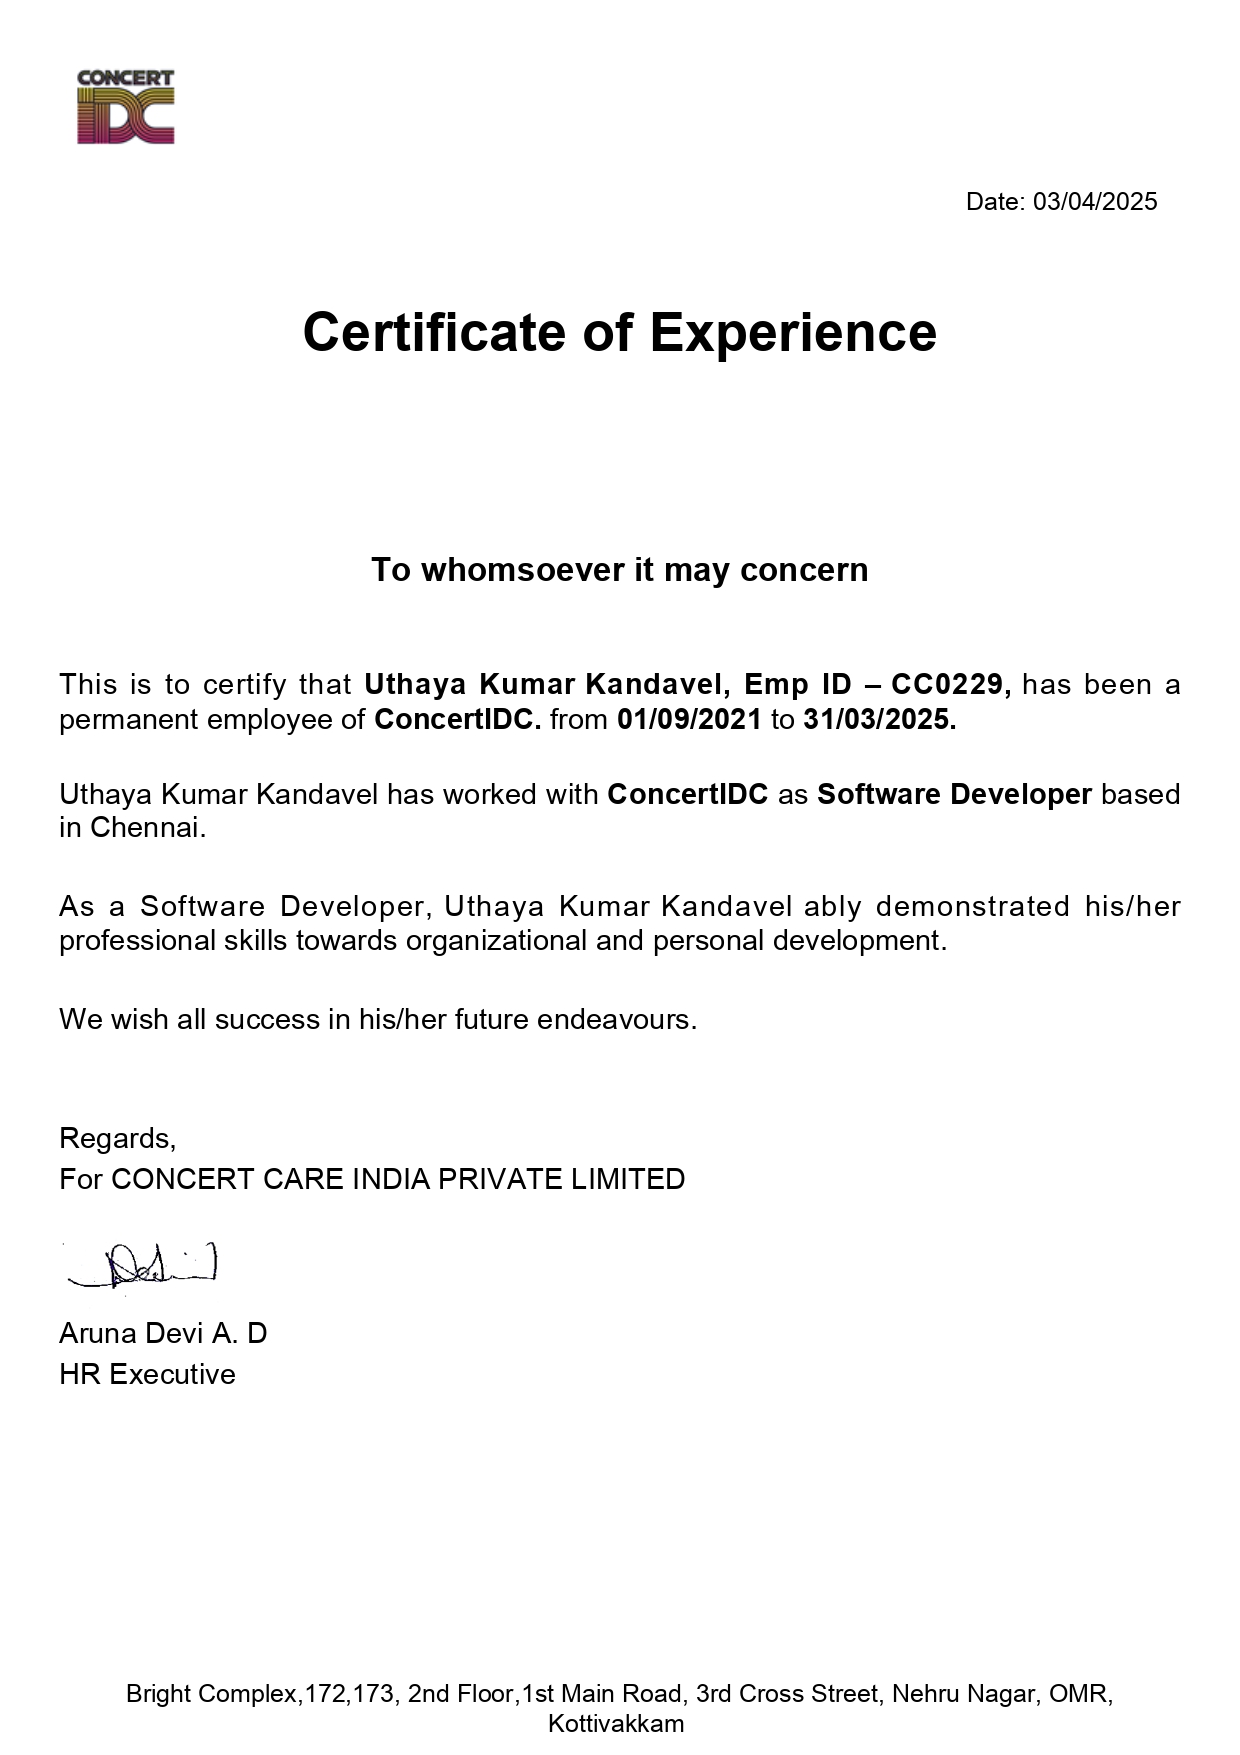 CONCERT
IDC
Date: 03/04/2025
Certificate of Experience
To whomsoever it may concern
This is to certify that Uthaya Kumar Kandavel, Emp ID – CC0229, has been a
permanent employee of ConcertIDC. from 01/09/2021 to 31/03/2025.
Uthaya Kumar Kandavel has worked with ConcertIDC as Software Developer based
in Chennai.
As a Software Developer, Uthaya Kumar Kandavel ably demonstrated his/her
professional skills towards organizational and personal development.
We wish all success in his/her future endeavours.
Regards,
For CONCERT CARE INDIA PRIVATE LIMITED
Aruna Devi A. D
HR Executive
Bright Complex,172,173, 2nd Floor,1st Main Road, 3rd Cross Street, Nehru Nagar, OMR,
Kottivakkam